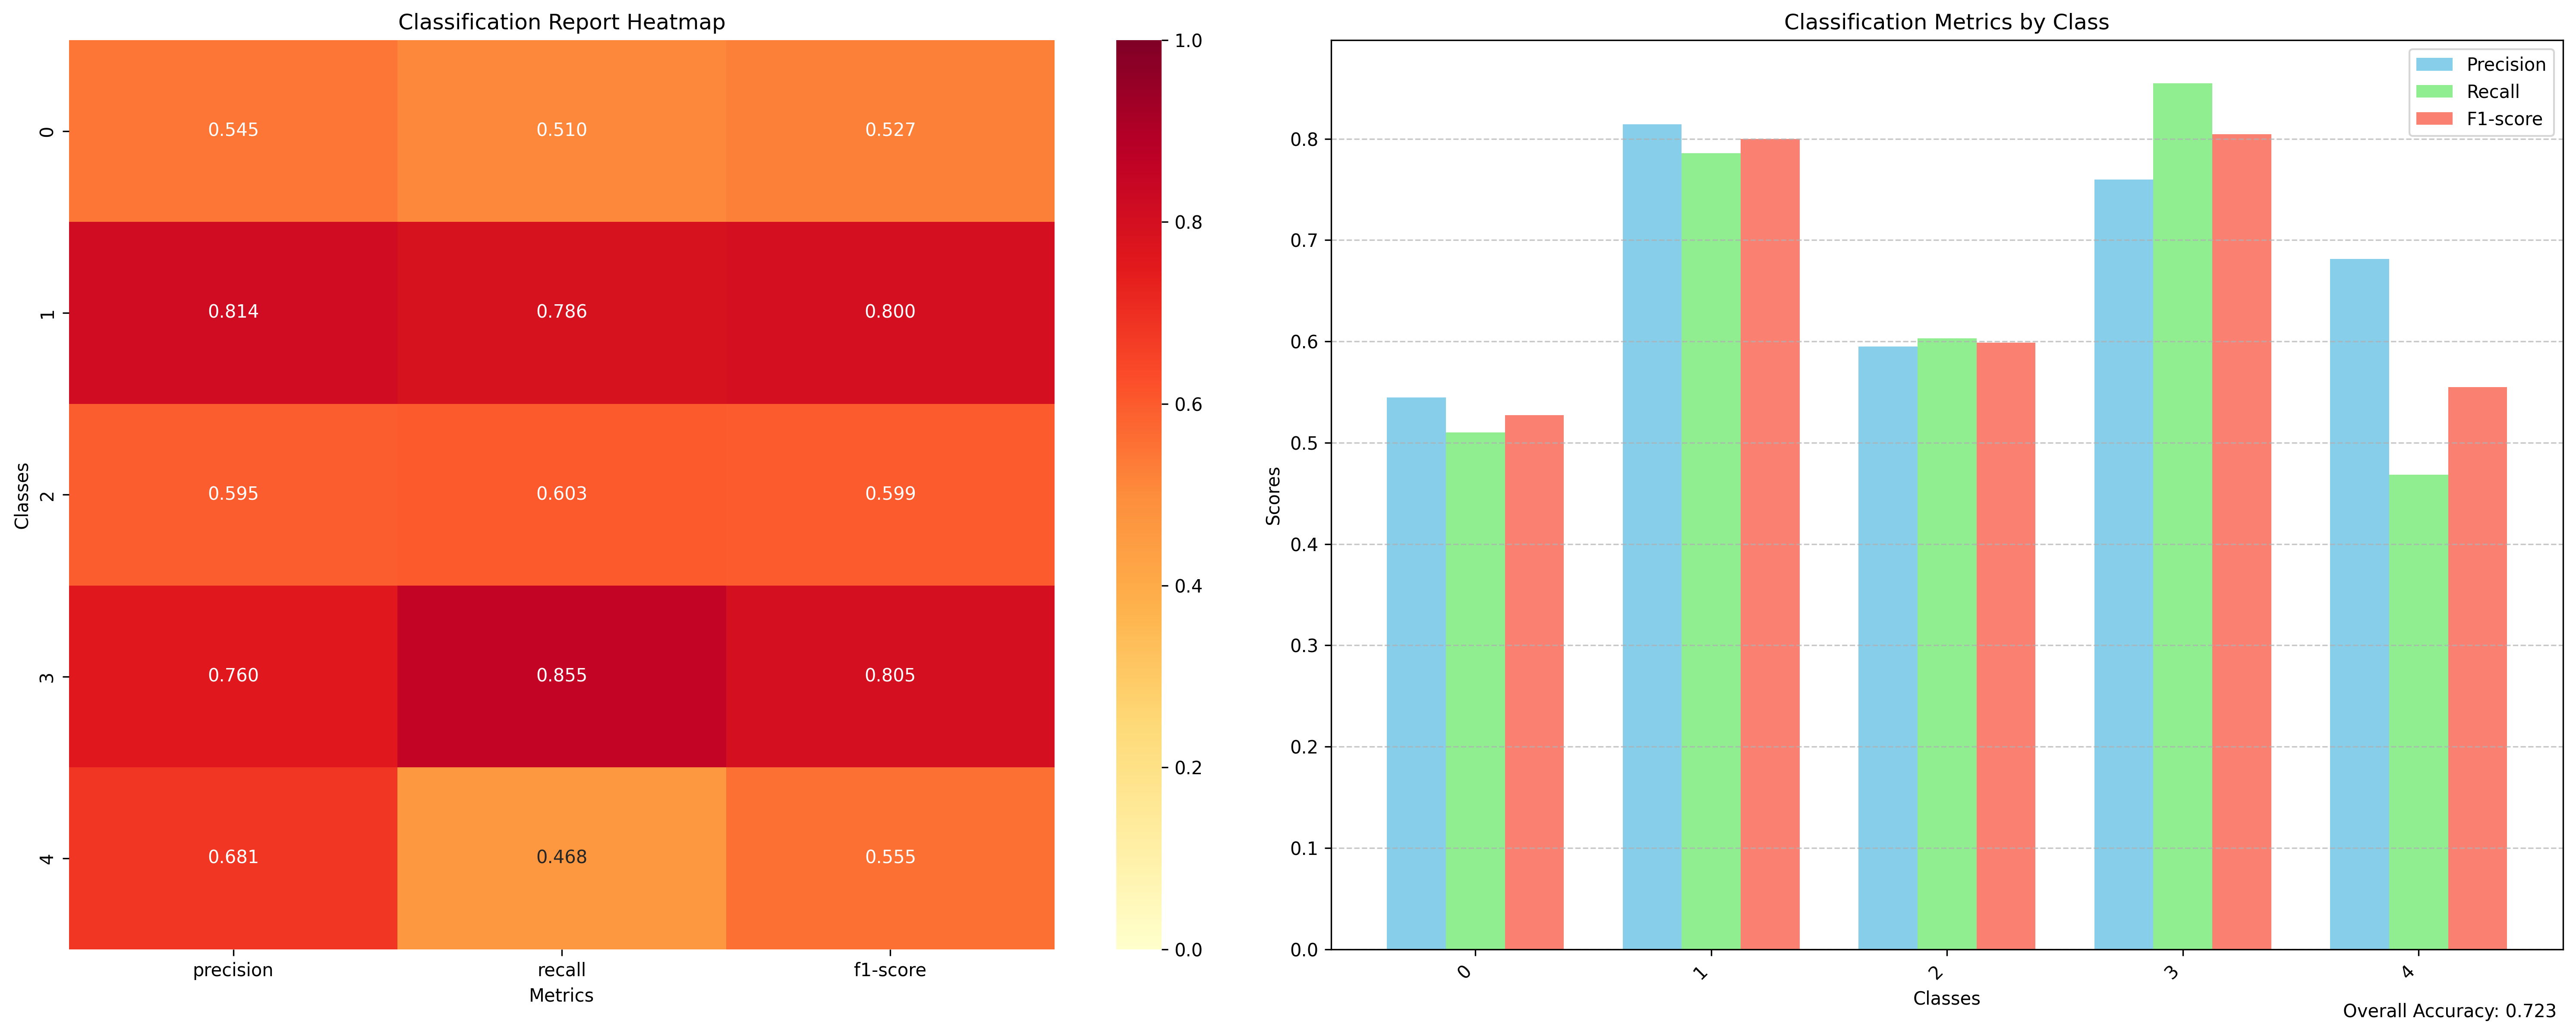 Classification Report Heatmap
Classes
0
1
2
3
4
0.545 0.510 0.527
0.814 0.786 0.800
0.595 0.603 0.599
0.760 0.855 0.805
0.681 0.468 0.555
precision recall f1-score
Metrics
1.0
0.8
0.6
0.4
0.2
0.0
Classification Metrics by Class
Precision
Recall
F1-score
Scores
0.8
0.7
0.6
0.5
0.4
0.3
0.2
0.1
0.0
0 1 2 3 4
Classes
Overall Accuracy: 0.723